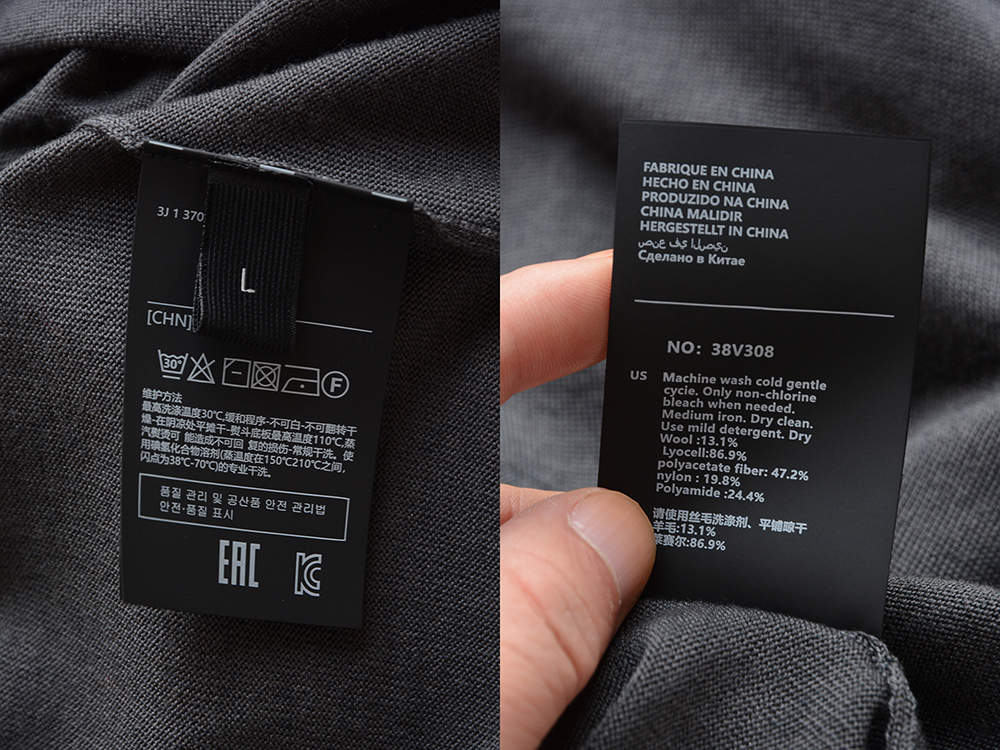 3J 1 370
L
[CHN]
30°
F
维护方法
最高洗涤温度30℃,缓和程序-不可白-不可翻转干
燥-在阴凉处平摊干-熨斗底板最高温度110℃,蒸
汽熨烫可 能造成不可回 复的损伤-常规干洗。使
用碘氢化合物溶剂(蒸温度在150℃210℃之间,
闪点为38℃-70℃)的专业干洗。
품질 관리 및 공산품 안전 관리법
안전·품질 표시
EAC
KC
FABRIQUE EN CHINA
HECHO EN CHINA
PRODUZIDO NA CHINA
CHINA MALIDIR
HERGESTELLT IN CHINA
صنع في الصين
Сделано в Китае
NO：38V308
US Machine wash cold gentle
cycie. Only non-chlorine
bleach when needed.
Medium iron. Dry clean.
Use mild detergent. Dry
Wool :13.1%
Lyocell:86.9%
polyacetate fiber: 47.2%
nylon : 19.8%
Polyamide :24.4%
请使用丝毛洗涤剂、平铺晾干
羊毛:13.1%
莱赛尔:86.9%